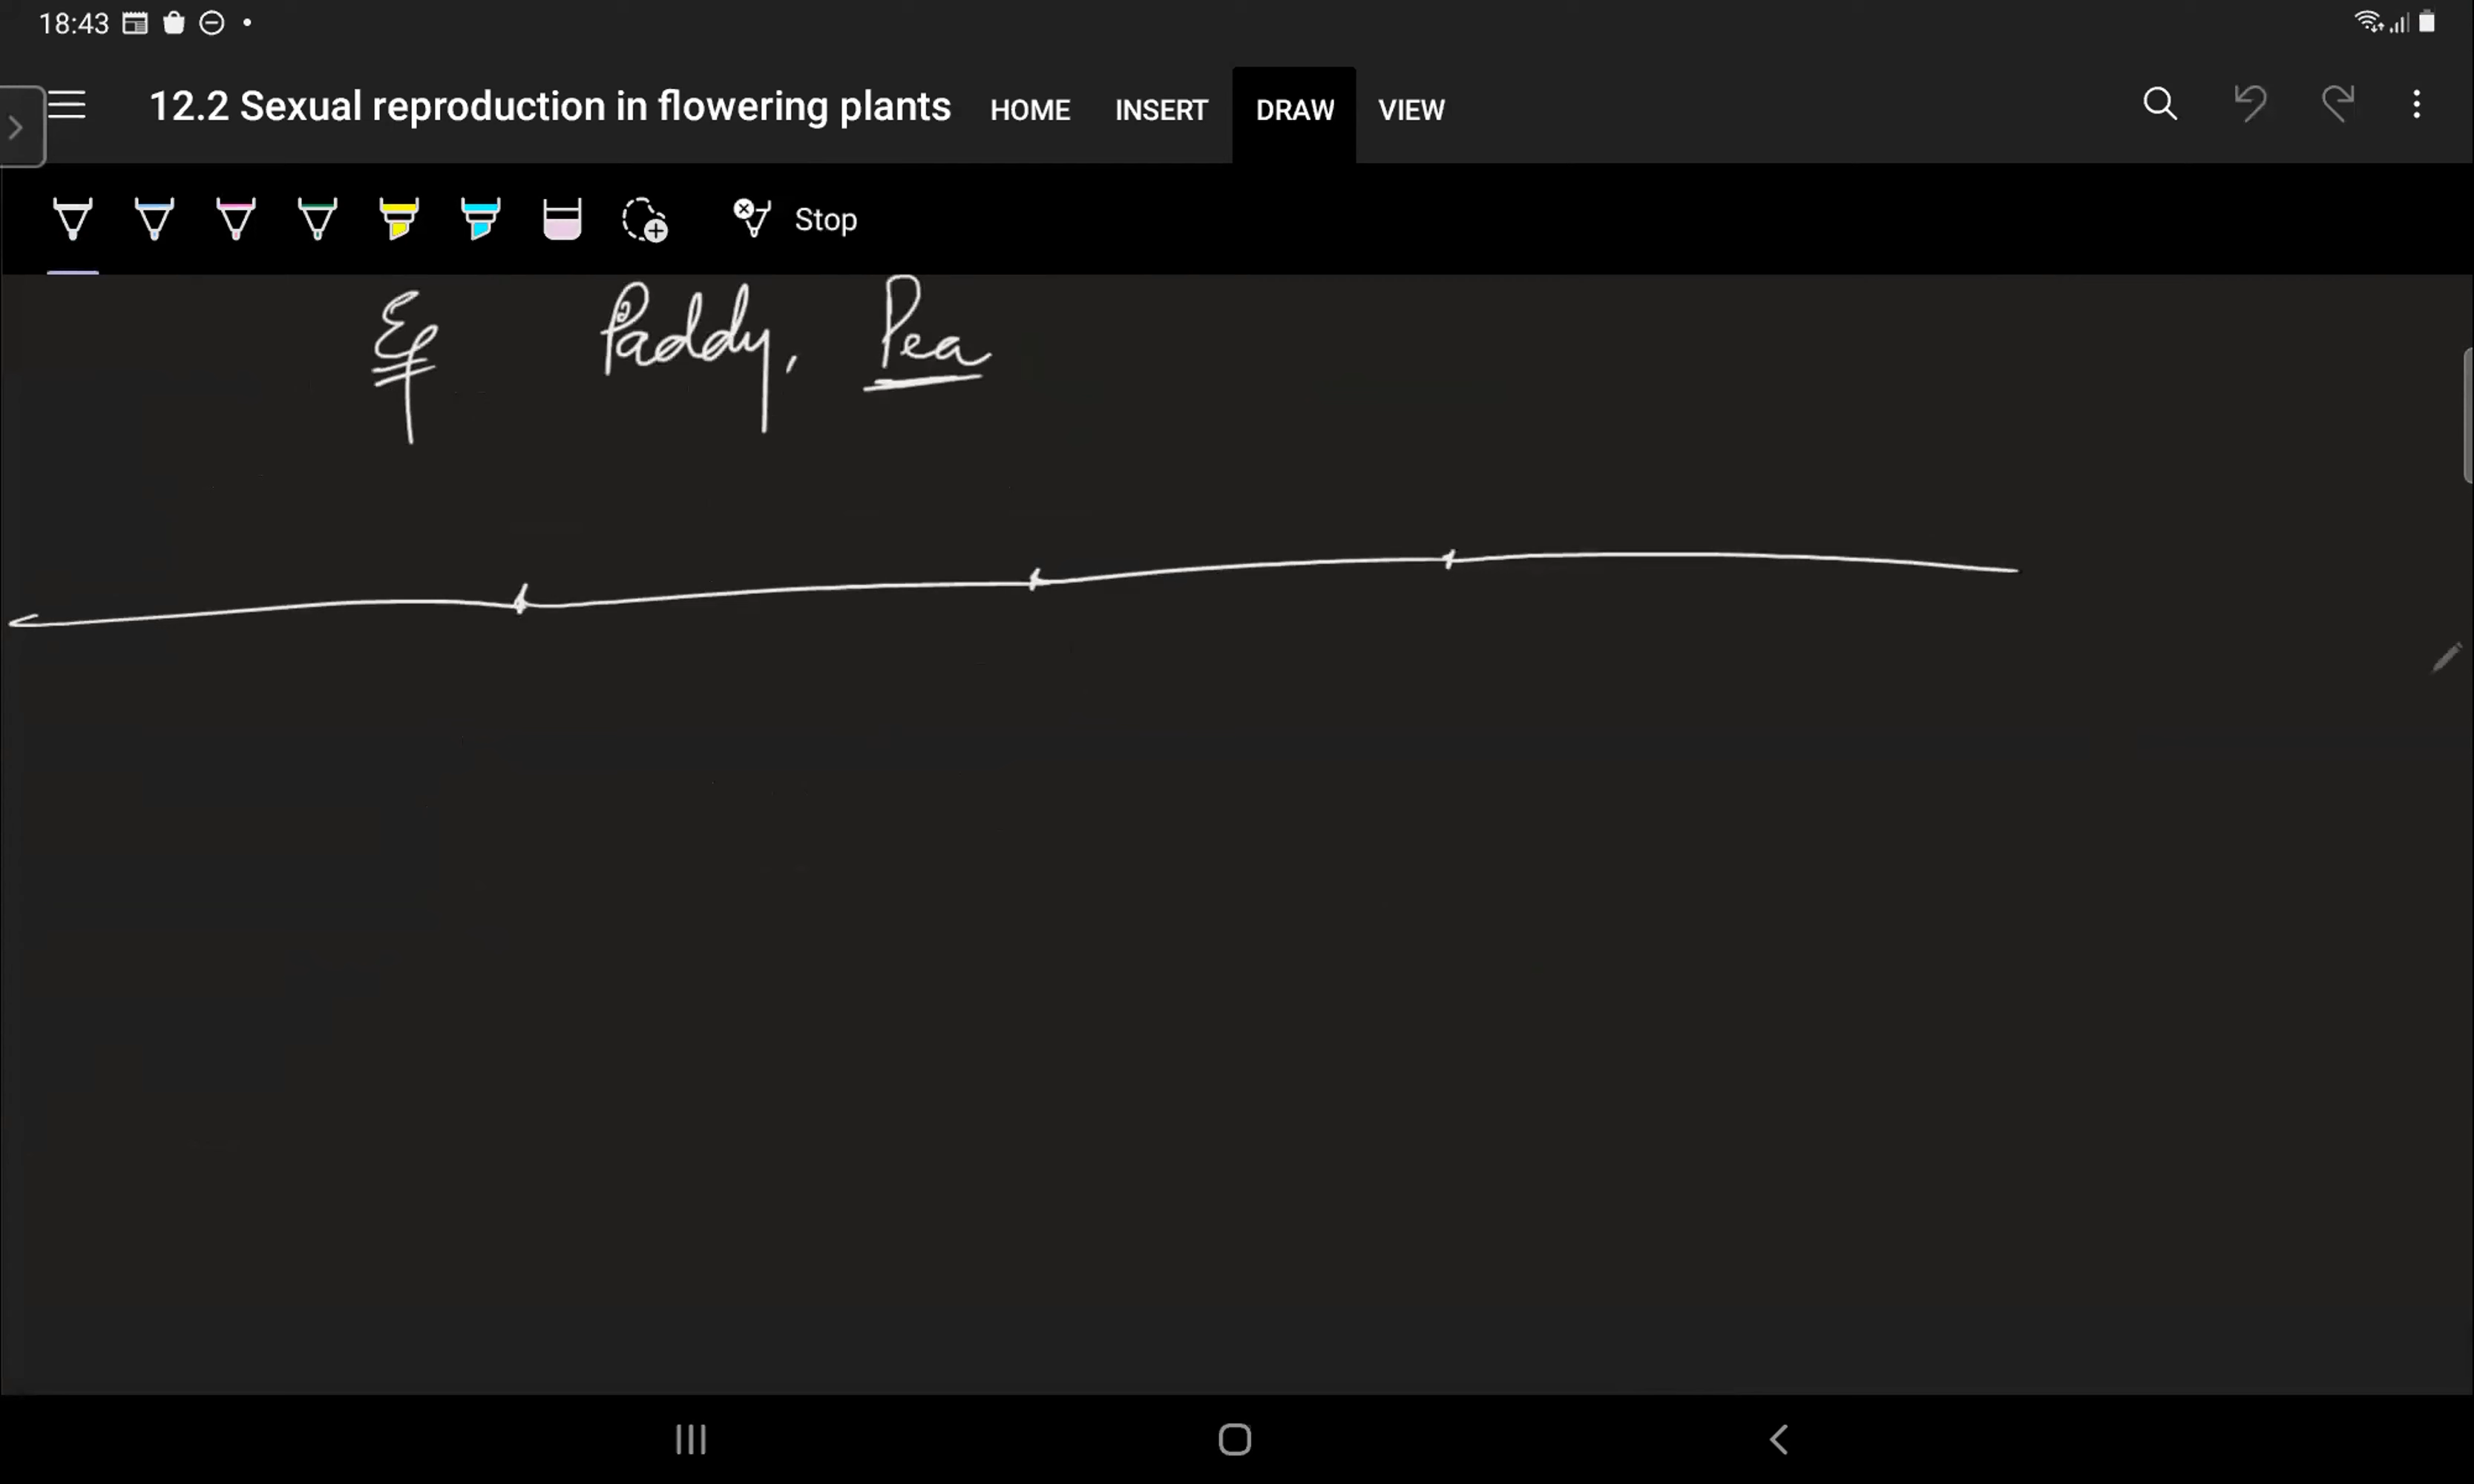 18:43
12.2 Sexual reproduction in flowering plants HOME INSERT DRAW VIEW
Stop
Eg Paddy, Pea